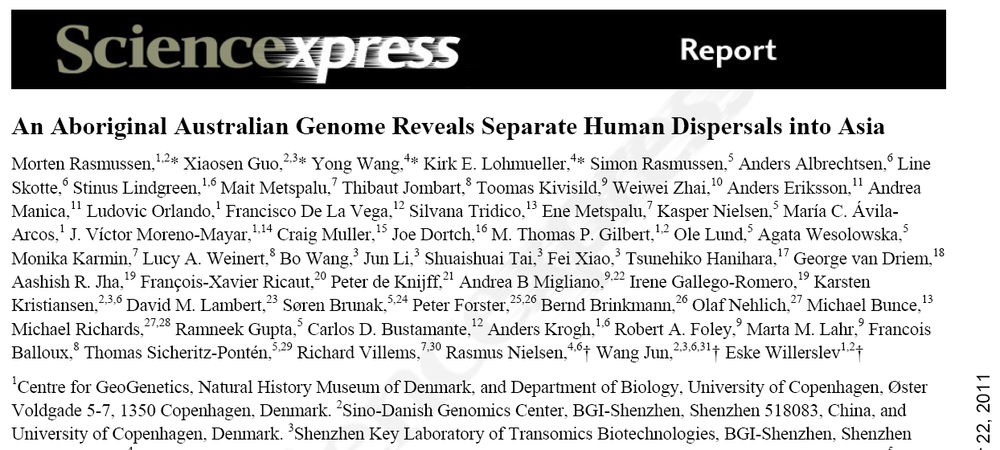 Sciencexpress Report
An Aboriginal Australian Genome Reveals Separate Human Dispersals into Asia
Morten Rasmussen,1,2* Xiaosen Guo,2,3* Yong Wang,4* Kirk E. Lohmueller,4* Simon Rasmussen,5 Anders Albrechtsen,6 Line
Skotte,6 Stinus Lindgreen,1,6 Mait Metspalu,7 Thibaut Jombart,8 Toomas Kivisild,9 Weiwei Zhai,10 Anders Eriksson,11 Andrea
Manica,11 Ludovic Orlando,1 Francisco De La Vega,12 Silvana Tridico,13 Ene Metspalu,7 Kasper Nielsen,5 María C. Ávila-
Arcos,1 J. Víctor Moreno-Mayar,1,14 Craig Muller,15 Joe Dortch,16 M. Thomas P. Gilbert,1,2 Ole Lund,5 Agata Wesolowska,5
Monika Karmin,7 Lucy A. Weinert,8 Bo Wang,3 Jun Li,3 Shuaishuai Tai,3 Fei Xiao,3 Tsunehiko Hanihara,17 George van Driem,18
Aashish R. Jha,19 François-Xavier Ricaut,20 Peter de Knijff,21 Andrea B Migliano,9,22 Irene Gallego-Romero,19 Karsten
Kristiansen,2,3,6 David M. Lambert,23 Søren Brunak,5,24 Peter Forster,25,26 Bernd Brinkmann,26 Olaf Nehlich,27 Michael Bunce,13
Michael Richards,27,28 Ramneek Gupta,5 Carlos D. Bustamante,12 Anders Krogh,1,6 Robert A. Foley,9 Marta M. Lahr,9 Francois
Balloux,8 Thomas Sicheritz-Pontén,5,29 Richard Villems,7,30 Rasmus Nielsen,4,6† Wang Jun,2,3,6,31† Eske Willerslev1,2†
1Centre for GeoGenetics, Natural History Museum of Denmark, and Department of Biology, University of Copenhagen, Øster
Voldgade 5-7, 1350 Copenhagen, Denmark. 2Sino-Danish Genomics Center, BGI-Shenzhen, Shenzhen 518083, China, and
University of Copenhagen, Denmark. 3Shenzhen Key Laboratory of Transomics Biotechnologies, BGI-Shenzhen, Shenzhen
22, 2011